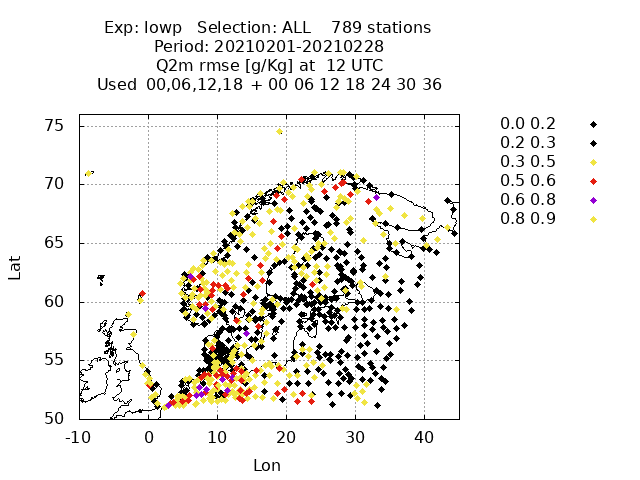 Exp: lowp   Selection: ALL    789 stations
Period: 20210201-20210228
Q2m rmse [g/Kg] at  12 UTC
Used  00,06,12,18 + 00 06 12 18 24 30 36
75
70
65
60
55
50
Lat
-10 0 10 20 30 40
Lon
0.0 0.2
0.2 0.3
0.3 0.5
0.5 0.6
0.6 0.8
0.8 0.9